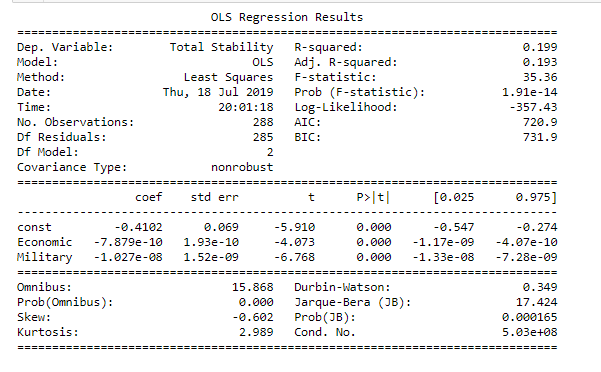 OLS Regression Results
==============================================================================
Dep. Variable: Total Stability R-squared: 0.199
Model: OLS Adj. R-squared: 0.193
Method: Least Squares F-statistic: 35.36
Date: Thu, 18 Jul 2019 Prob (F-statistic): 1.91e-14
Time: 20:01:18 Log-Likelihood: -357.43
No. Observations: 288 AIC: 720.9
Df Residuals: 285 BIC: 731.9
Df Model: 2
Covariance Type: nonrobust
==============================================================================
coef std err t P>|t| [0.025 0.975]
------------------------------------------------------------------------------
const -0.4102 0.069 -5.910 0.000 -0.547 -0.274
Economic -7.879e-10 1.93e-10 -4.073 0.000 -1.17e-09 -4.07e-10
Military -1.027e-08 1.52e-09 -6.768 0.000 -1.33e-08 -7.28e-09
==============================================================================
Omnibus: 15.868 Durbin-Watson: 0.349
Prob(Omnibus): 0.000 Jarque-Bera (JB): 17.424
Skew: -0.602 Prob(JB): 0.000165
Kurtosis: 2.989 Cond. No. 5.03e+08
==============================================================================